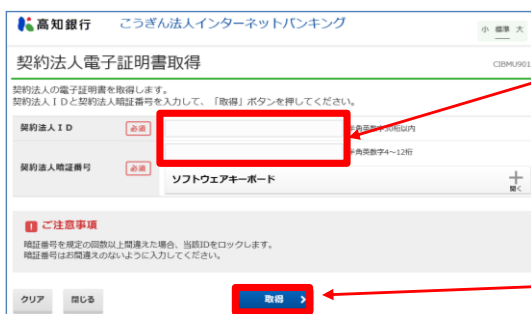 高知銀行 こうぎん法人インターネットバンキング 小 標準 大
契約法人電子証明書取得 CIBMU901
契約法人の電子証明書を取得します。
契約法人IDと契約法人暗証番号を入力して、「取得」ボタンを押してください。
契約法人ID 必須 半角英数字30桁以内
半角英数字4~12桁
契約法人暗証番号 必須
ソフトウェアキーボード 開く
ご注意事項
暗証番号を規定の回数以上間違えた場合、当該IDをロックします。
暗証番号はお間違えのないように入力してください。
クリア 閉じる 取得